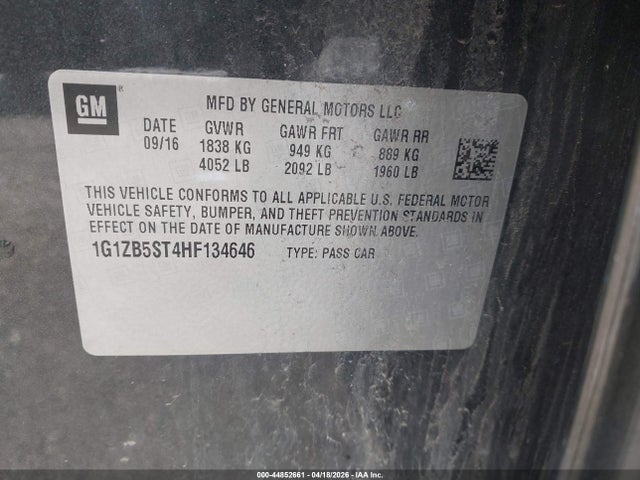 GM
MFD BY GENERAL MOTORS LLC
DATE GVWR GAWR FRT GAWR RR
09/16 1838 KG 949 KG 889 KG
4052 LB 2092 LB 1960 LB
THIS VEHICLE CONFORMS TO ALL APPLICABLE U.S. FEDERAL MOTOR
VEHICLE SAFETY, BUMPER, AND THEFT PREVENTION STANDARDS IN
EFFECT ON THE DATE OF MANUFACTURE SHOWN ABOVE.
1G1ZB5ST4HF134646 TYPE: PASS CAR
000-44852661 - 04/18/2026 - IAA Inc.